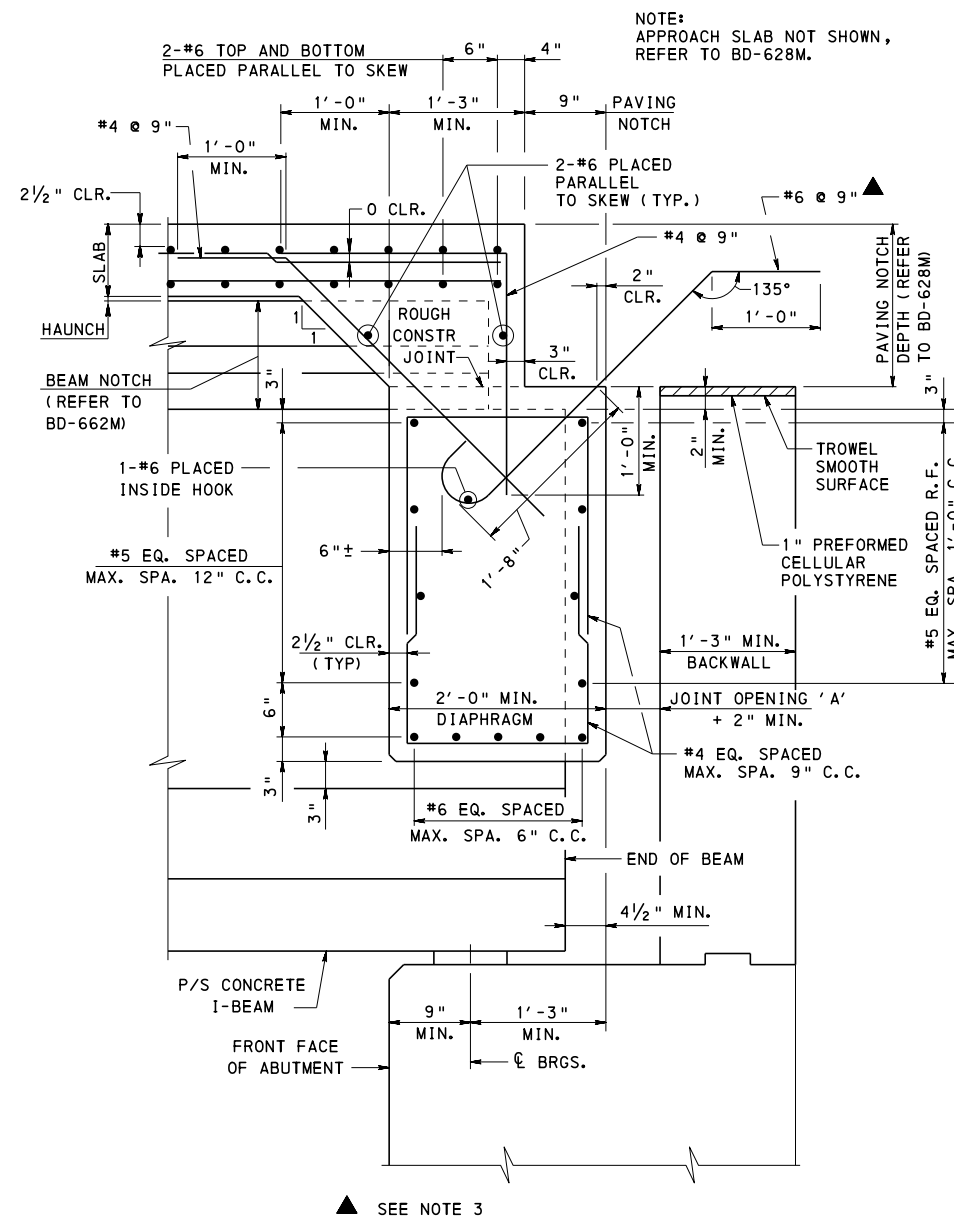 NOTE:
APPROACH SLAB NOT SHOWN,
REFER TO BD-628M.
2-#6 TOP AND BOTTOM
PLACED PARALLEL TO SKEW
6"
4"
1'-0"
MIN.
1'-3"
MIN.
9"
PAVING
NOTCH
#4 @ 9"
1'-0"
MIN.
2-#6 PLACED
PARALLEL
TO SKEW (TYP.)
#6 @ 9"
2½" CLR.
0 CLR.
#4 @ 9"
SLAB
2"
CLR.
135°
1'-0"
PAVING NOTCH
DEPTH (REFER
TO BD-628M)
HAUNCH
1
1
ROUGH
CONSTR
JOINT
3"
CLR.
BEAM NOTCH
(REFER TO
BD-662M)
3"
3"
1'-0"
MIN.
2"
MIN.
TROWEL
SMOOTH
SURFACE
1-#6 PLACED
INSIDE HOOK
6"±
1'-8"
1" PREFORMED
CELLULAR
POLYSTYRENE
#5 EQ. SPACED
MAX. SPA. 12" C.C.
#5 EQ. SPACED R.F.
MAX. SPA. 1'-0" C.C.
2½" CLR.
(TYP)
1'-3" MIN.
BACKWALL
2'-0" MIN.
DIAPHRAGM
JOINT OPENING 'A'
+ 2" MIN.
6"
3"
3"
#4 EQ. SPACED
MAX. SPA. 9" C.C.
#6 EQ. SPACED
MAX. SPA. 6" C.C.
END OF BEAM
4½" MIN.
P/S CONCRETE
I-BEAM
9"
MIN.
1'-3"
MIN.
FRONT FACE
OF ABUTMENT
℄ BRGS.
▲ SEE NOTE 3